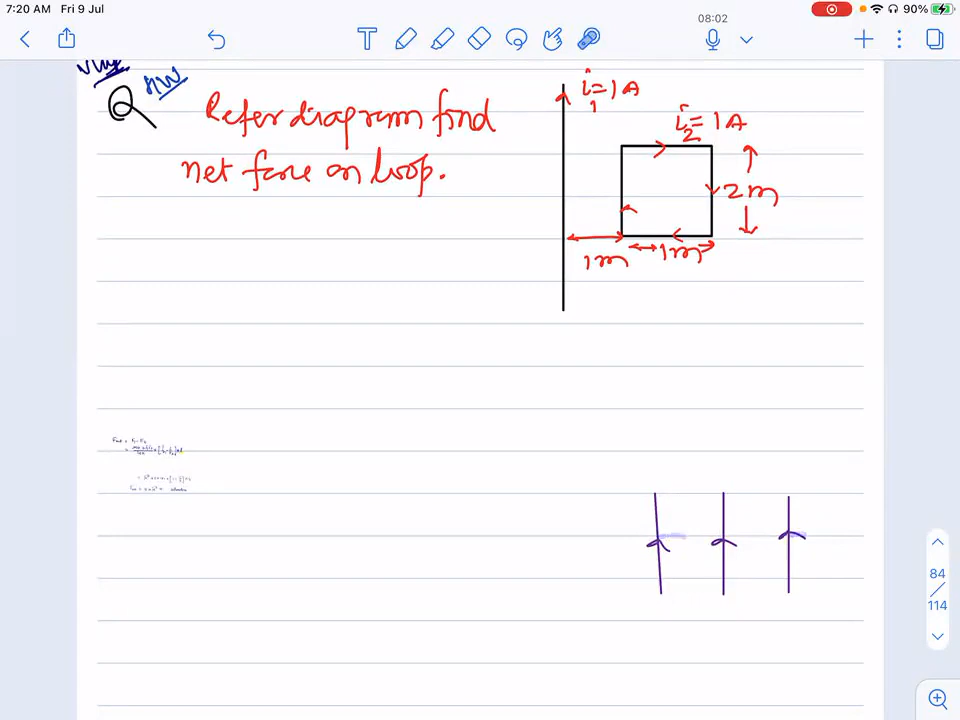 7:20 AM Fri 9 Jul
90%
08:02
HW
Q Refer diagram find
net force on loop.
i₁=1A
i₂=1A
2m
1m
1m
84
/
114